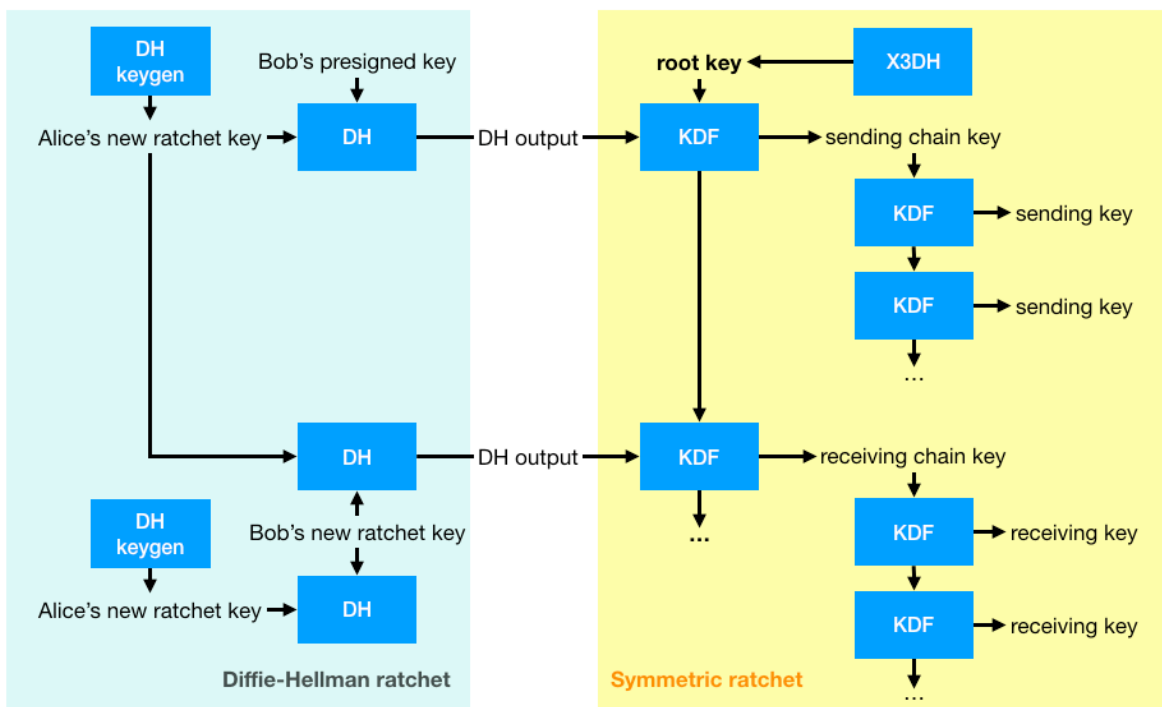 DH
keygen
Bob's presigned key
root key
X3DH
Alice's new ratchet key
DH
DH output
KDF
sending chain key
KDF
sending key
KDF
sending key
...
DH
DH output
KDF
receiving chain key
DH
keygen
Bob's new ratchet key
...
KDF
receiving key
Alice's new ratchet key
DH
KDF
receiving key
Diffie-Hellman ratchet
Symmetric ratchet
...